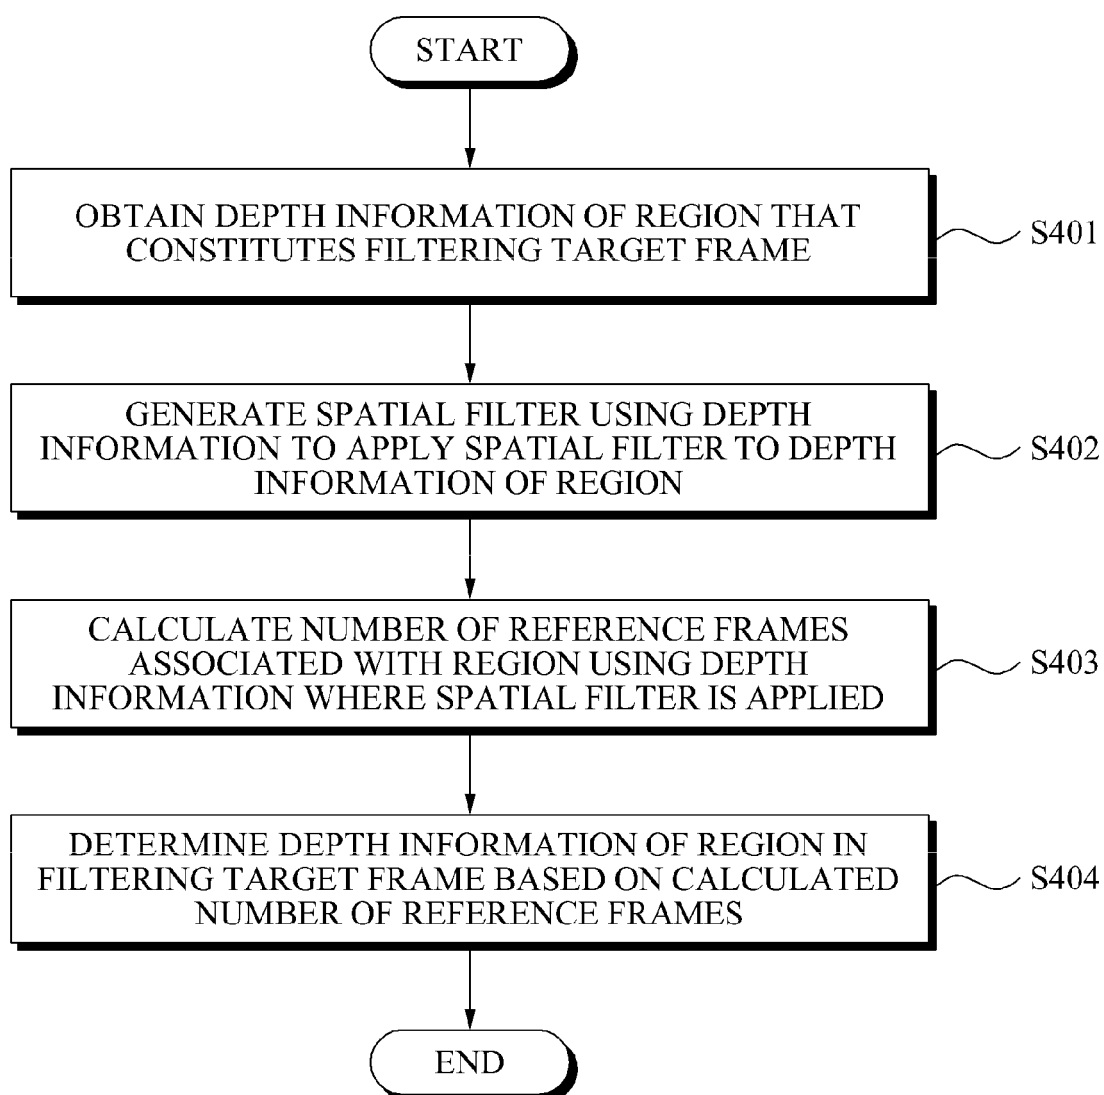 START
OBTAIN DEPTH INFORMATION OF REGION THAT
CONSTITUTES FILTERING TARGET FRAME
S401
GENERATE SPATIAL FILTER USING DEPTH
INFORMATION TO APPLY SPATIAL FILTER TO DEPTH
INFORMATION OF REGION
S402
CALCULATE NUMBER OF REFERENCE FRAMES
ASSOCIATED WITH REGION USING DEPTH
INFORMATION WHERE SPATIAL FILTER IS APPLIED
S403
DETERMINE DEPTH INFORMATION OF REGION IN
FILTERING TARGET FRAME BASED ON CALCULATED
NUMBER OF REFERENCE FRAMES
S404
END